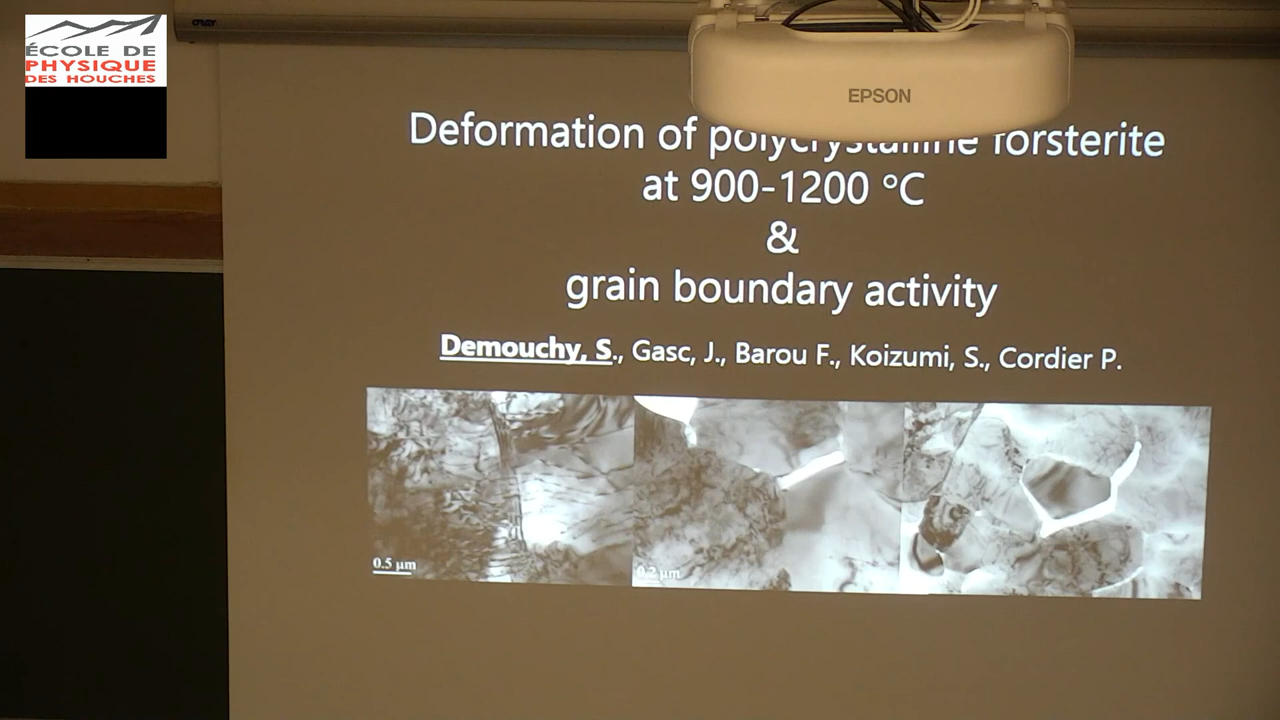 ÉCOLE DE
PHYSIQUE
DES HOUCHES
EPSON
Deformation of polycrystalline forsterite
at 900-1200 °C
&
grain boundary activity
Demouchy, S., Gasc, J., Barou F., Koizumi, S., Cordier P.
0.5 µm
0.2 µm